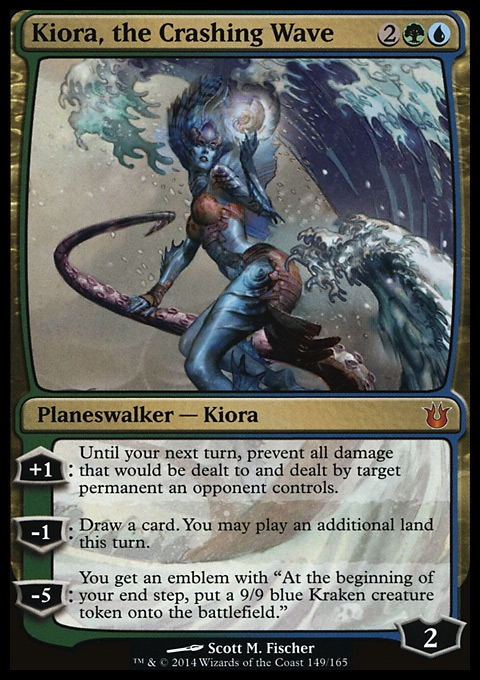 Kiora, the Crashing Wave 2
Planeswalker — Kiora
+1: Until your next turn, prevent all damage
that would be dealt to and dealt by target
permanent an opponent controls.
-1: Draw a card. You may play an additional land
this turn.
-5: You get an emblem with “At the beginning of
your end step, put a 9/9 blue Kraken creature
token onto the battlefield.”
2
Scott M. Fischer
™ & © 2014 Wizards of the Coast 149/165